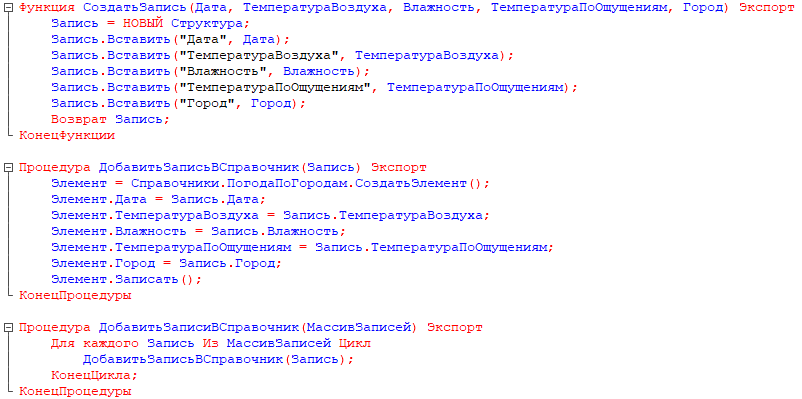 Функция СоздатьЗапись(Дата, ТемператураВоздуха, Влажность, ТемператураПоОщущениям, Город) Экспорт
Запись = НОВЫЙ Структура;
Запись.Вставить("Дата", Дата);
Запись.Вставить("ТемператураВоздуха", ТемператураВоздуха);
Запись.Вставить("Влажность", Влажность);
Запись.Вставить("ТемператураПоОщущениям", ТемператураПоОщущениям);
Запись.Вставить("Город", Город);
Возврат Запись;
КонецФункции
Процедура ДобавитьЗаписьВСправочник(Запись) Экспорт
Элемент = Справочники.ПогодаПоГородам.СоздатьЭлемент();
Элемент.Дата = Запись.Дата;
Элемент.ТемператураВоздуха = Запись.ТемператураВоздуха;
Элемент.Влажность = Запись.Влажность;
Элемент.ТемператураПоОщущениям = Запись.ТемператураПоОщущениям;
Элемент.Город = Запись.Город;
Элемент.Записать();
КонецПроцедуры
Процедура ДобавитьЗаписиВСправочник(МассивЗаписей) Экспорт
Для каждого Запись Из МассивЗаписей Цикл
ДобавитьЗаписьВСправочник(Запись);
КонецЦикла;
КонецПроцедуры